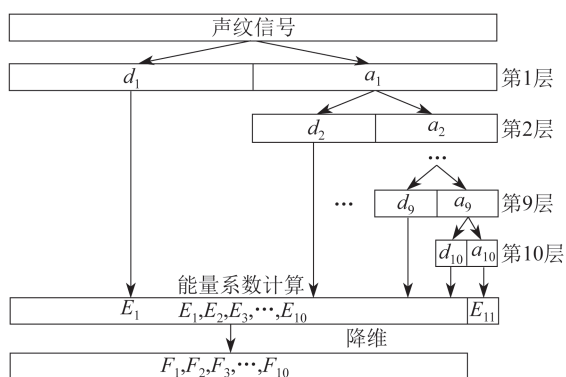 声纹信号
d1 a1 第1层
d2 a2 第2层
…
… d9 a9 第9层
d10 a10 第10层
能量系数计算
E1 E1,E2,E3,…,E10 E11
降维
F1,F2,F3,…,F10